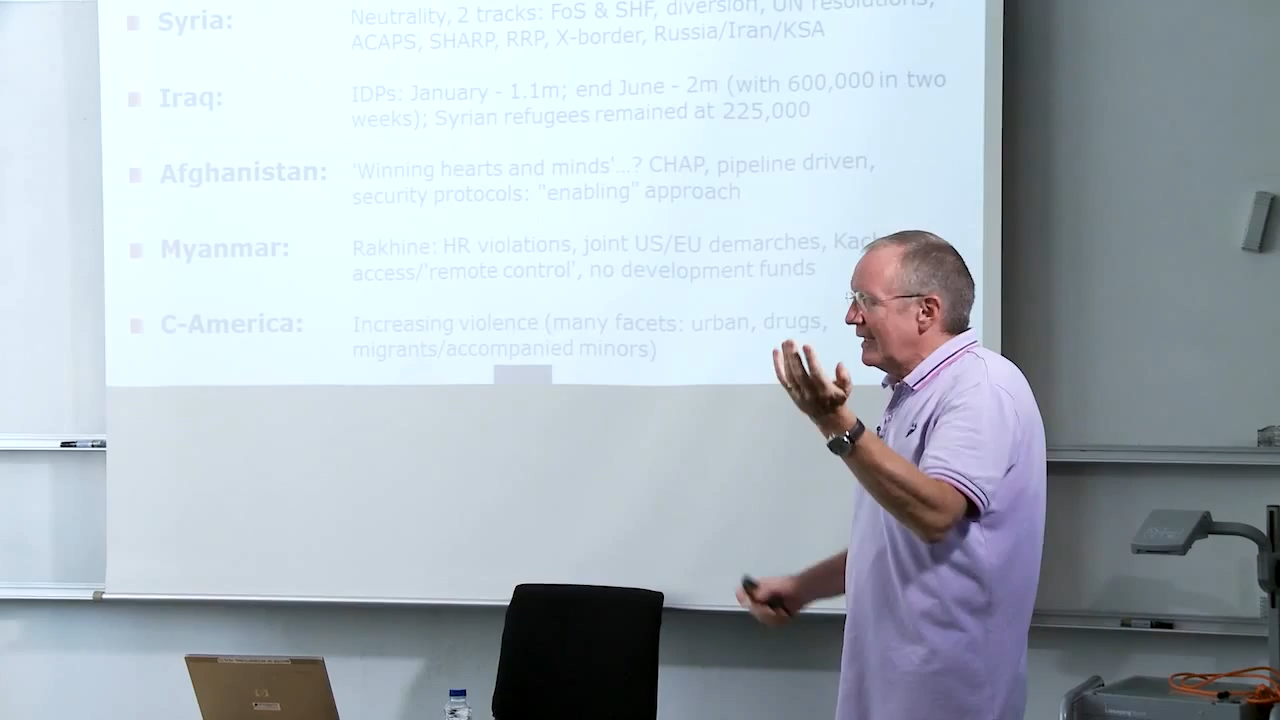 Syria:
Neutrality, 2 tracks: FoS & SHF, diversion, UN resolutions,
ACAPS, SHARP, RRP, X-border, Russia/Iran/KSA
Iraq:
IDPs: January - 1.1m; end June - 2m (with 600,000 in two
weeks); Syrian refugees remained at 225,000
Afghanistan:
'Winning hearts and minds'...? CHAP, pipeline driven,
security protocols: "enabling" approach
Myanmar:
Rakhine: HR violations, joint US/EU demarches,
access/'remote control', no development funds
C-America:
Increasing violence (many facets: urban, drugs,
migrants/accompanied minors)
hp